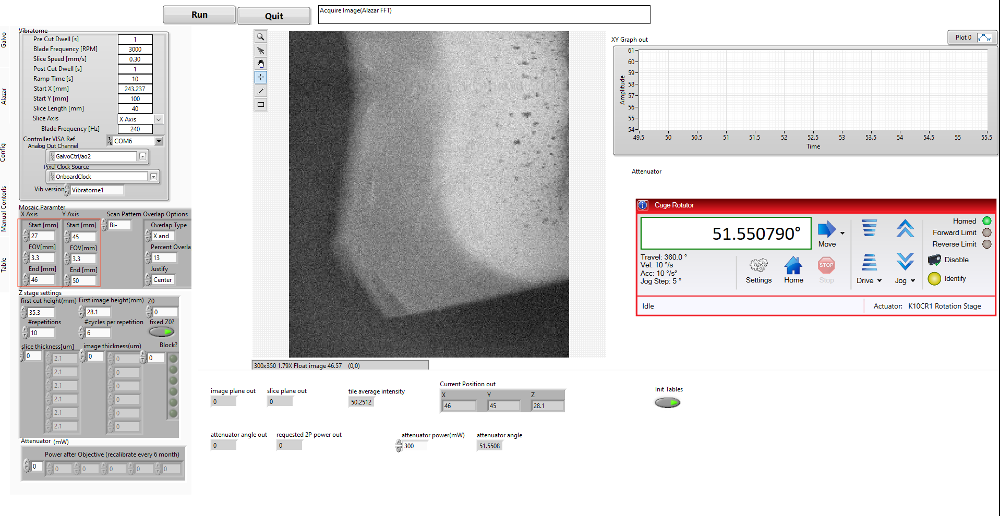 Run
Quit
Acquire Image(Alazar FFT)
Galvo
Alazar
Config
Manual Contorls
Table
Vibratome
Pre Cut Dwell [s] 1
Blade Frequency [RPM] 3000
Slice Speed [mm/s] 0.30
Post Cut Dwell [s] 1
Ramp Time [s] 10
Start X [mm] 243.237
Start Y [mm] 100
Slice Length [mm] 40
Slice Axis X Axis
Blade Frequency [Hz] 240
Controller VISA Ref COM6
Analog Out Channel
GalvoCtrl/ao2
Pixel Clock Source
OnboardClock
Vib version Vibratome1
Mosaic Paramter
X Axis Y Axis Scan Pattern Overlap Options
Start [mm] Start [mm] Bi- Overlap Type
27 45 X and
FOV[mm] FOV[mm] Percent Overla
3.3 3.3 13
End [mm] End [mm] Justify
46 50 Center
Z stage settings
first cut height(mm) First image height(mm) Z0
35.3 28.1 0
#repetitions #cycles per repetition fixed Z0?
10 6
slice thickness[um] image thickness(um) Block?
0 2.1 0 0 0
2.1 0
2.1 0
2.1 0
2.1 0
2.1 0
Attenuator (mW)
Power after Objective (recalibrate every 6 month)
0 0 0 0 0 0
300x350 1.79X Float image 46.57 (0,0)
image plane out slice plane out tile average intensity
0 0 50.2512
Current Position out
X Y Z
46 45 28.1
Init Tables
attenuator angle out requested 2P power out attenuator power(mW) attenuator angle
0 0 300 51.5508
XY Graph out
Plot 0
Amplitude
61
60
59
58
57
56
55
54
49.5 50 50.5 51 51.5 52 52.5 53 53.5 54 54.5 55 55.5
Time
Attenuator
Cage Rotator
51.550790°
Move
Homed
Forward Limit
Reverse Limit
Travel: 360.0 °
Vel: 10 °/s
Acc: 10 °/s²
Jog Step: 5 °
Settings
Home
STOP
Stop
Drive
Jog
Disable
Identify
Idle
Actuator: K10CR1 Rotation Stage